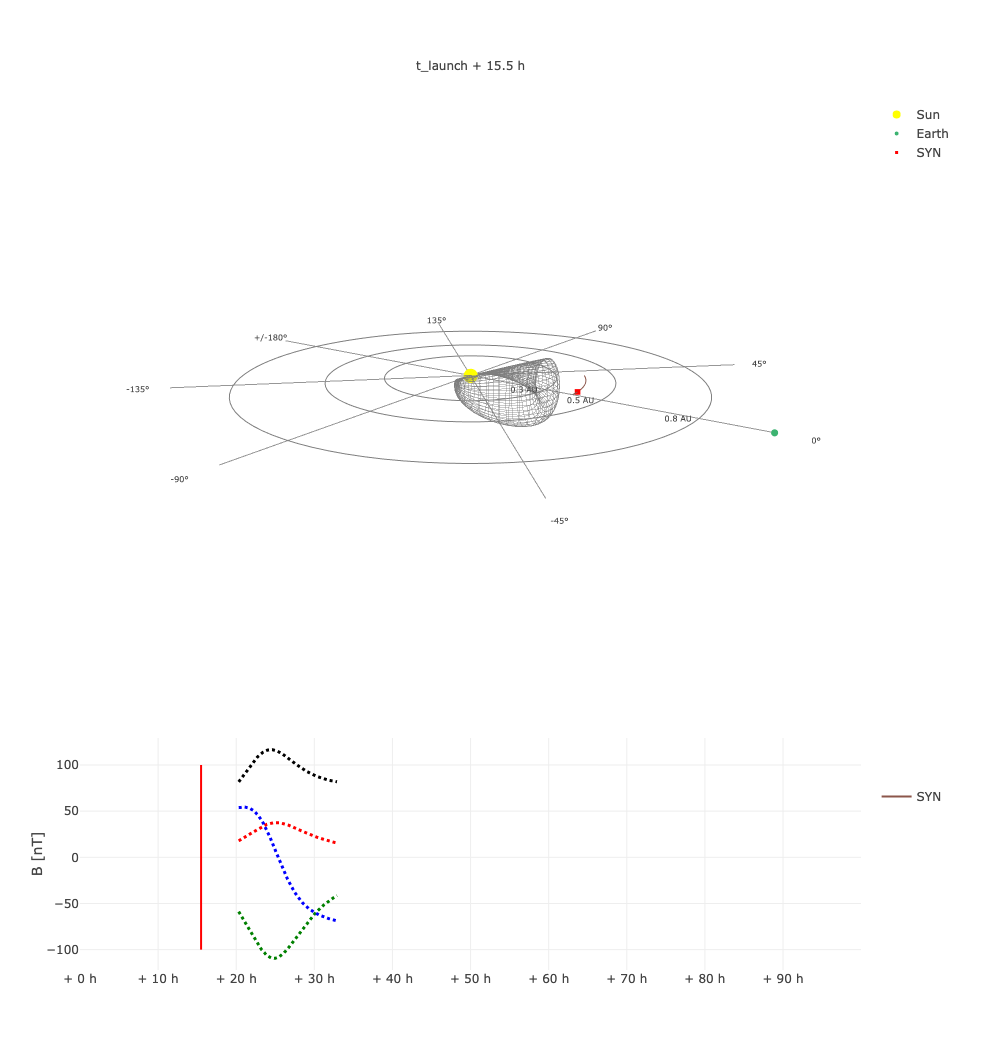 t_launch + 15.5 h
Sun
Earth
SYN
135°
90°
+/-180°
45°
-135°
0.3 AU
0.5 AU
0.8 AU
0°
-90°
-45°
100
50
0
−50
−100
B [nT]
SYN
+ 0 h + 10 h + 20 h + 30 h + 40 h + 50 h + 60 h + 70 h + 80 h + 90 h